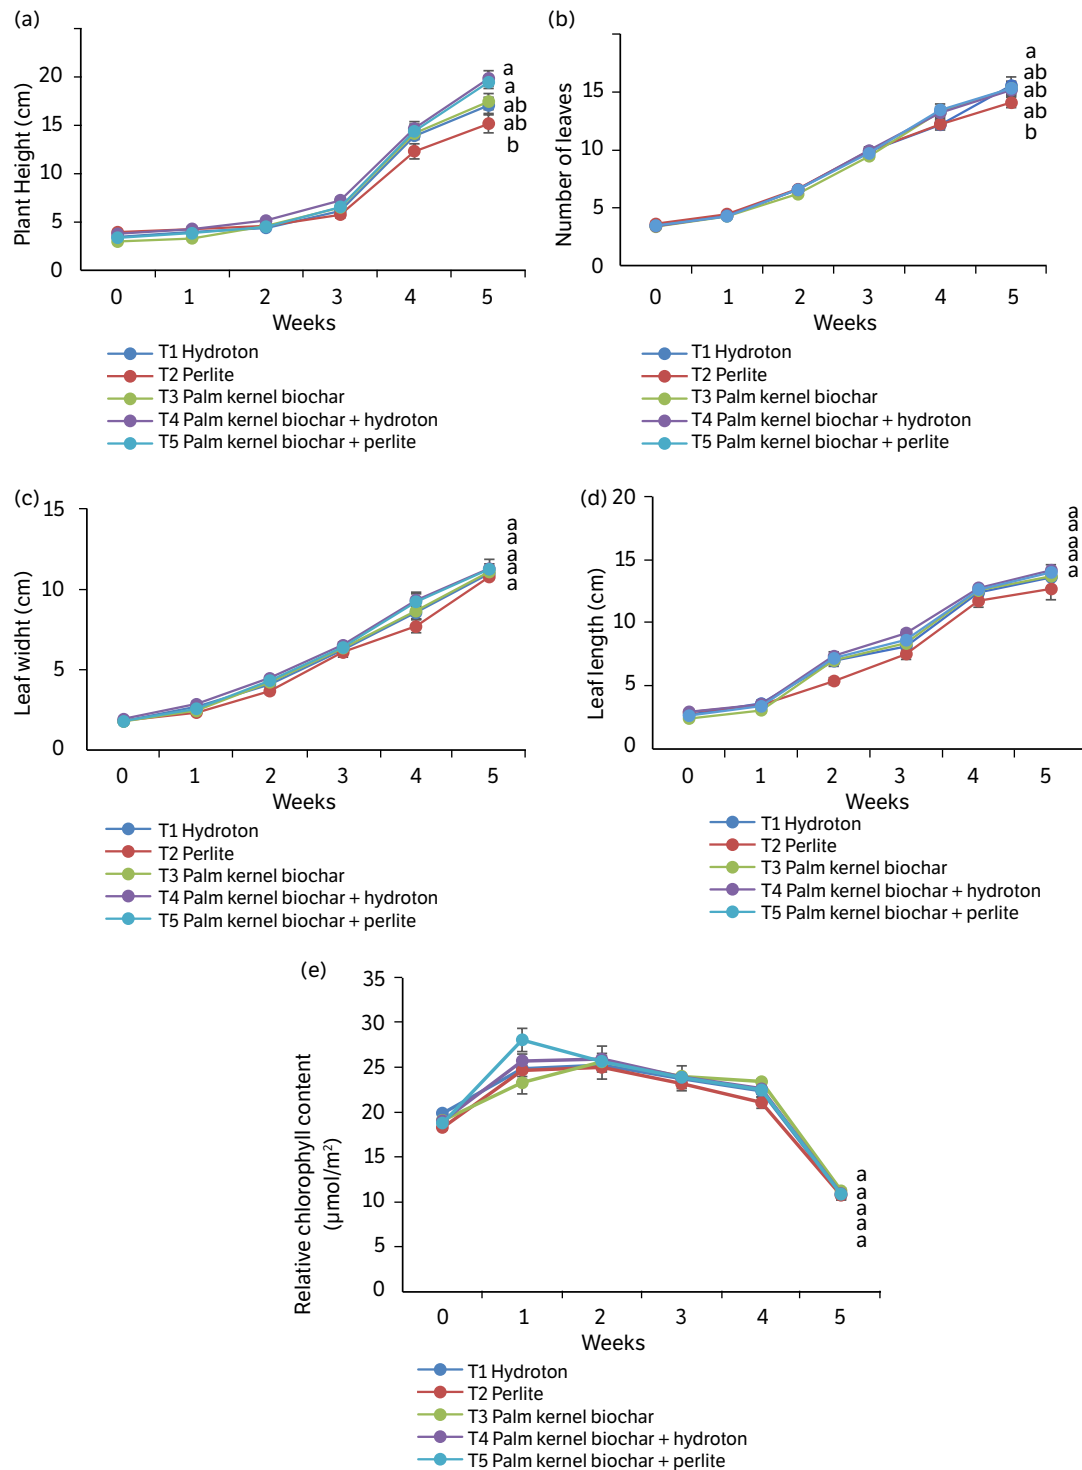 (a)
Plant Height (cm)
20
15
10
5
0
a
a
ab
ab
b
0 1 2 3 4 5
Weeks
T1 Hydroton
T2 Perlite
T3 Palm kernel biochar
T4 Palm kernel biochar + hydroton
T5 Palm kernel biochar + perlite
(b)
Number of leaves
15
10
5
0
a
ab
ab
ab
b
0 1 2 3 4 5
Weeks
T1 Hydroton
T2 Perlite
T3 Palm kernel biochar
T4 Palm kernel biochar + hydroton
T5 Palm kernel biochar + perlite
(c)
Leaf widht (cm)
15
10
5
0
a
a
a
a
a
0 1 2 3 4 5
Weeks
T1 Hydroton
T2 Perlite
T3 Palm kernel biochar
T4 Palm kernel biochar + hydroton
T5 Palm kernel biochar + perlite
(d)
Leaf length (cm)
20
15
10
5
0
a
a
a
a
a
0 1 2 3 4 5
Weeks
T1 Hydroton
T2 Perlite
T3 Palm kernel biochar
T4 Palm kernel biochar + hydroton
T5 Palm kernel biochar + perlite
(e)
Relative chlorophyll content
(µmol/m²)
35
30
25
20
15
10
5
0
a
a
a
a
a
0 1 2 3 4 5
Weeks
T1 Hydroton
T2 Perlite
T3 Palm kernel biochar
T4 Palm kernel biochar + hydroton
T5 Palm kernel biochar + perlite